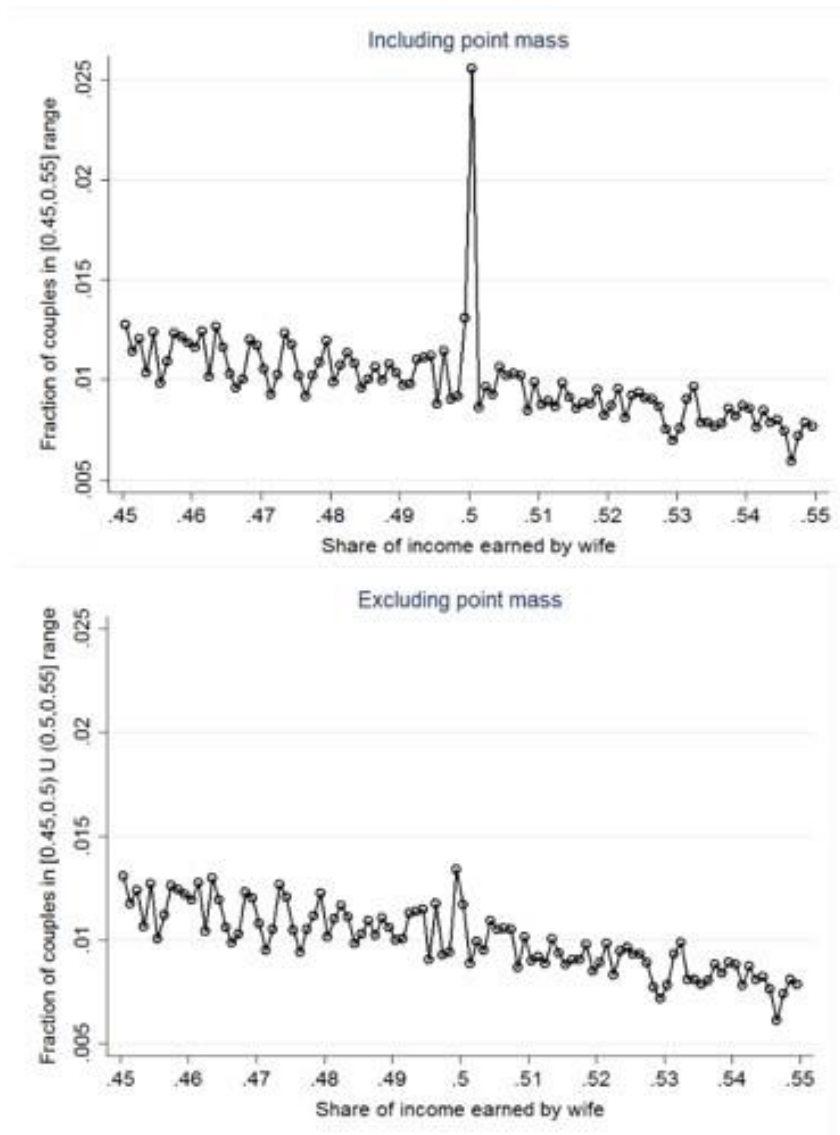 Including point mass
Fraction of couples in [0.45,0.55] range
.025
.02
.015
.01
.005
.45 .46 .47 .48 .49 .5 .51 .52 .53 .54 .55
Share of income earned by wife
Excluding point mass
Fraction of couples in [0.45,0.5) U (0.5,0.55] range
.025
.02
.015
.01
.005
.45 .46 .47 .48 .49 .5 .51 .52 .53 .54 .55
Share of income earned by wife